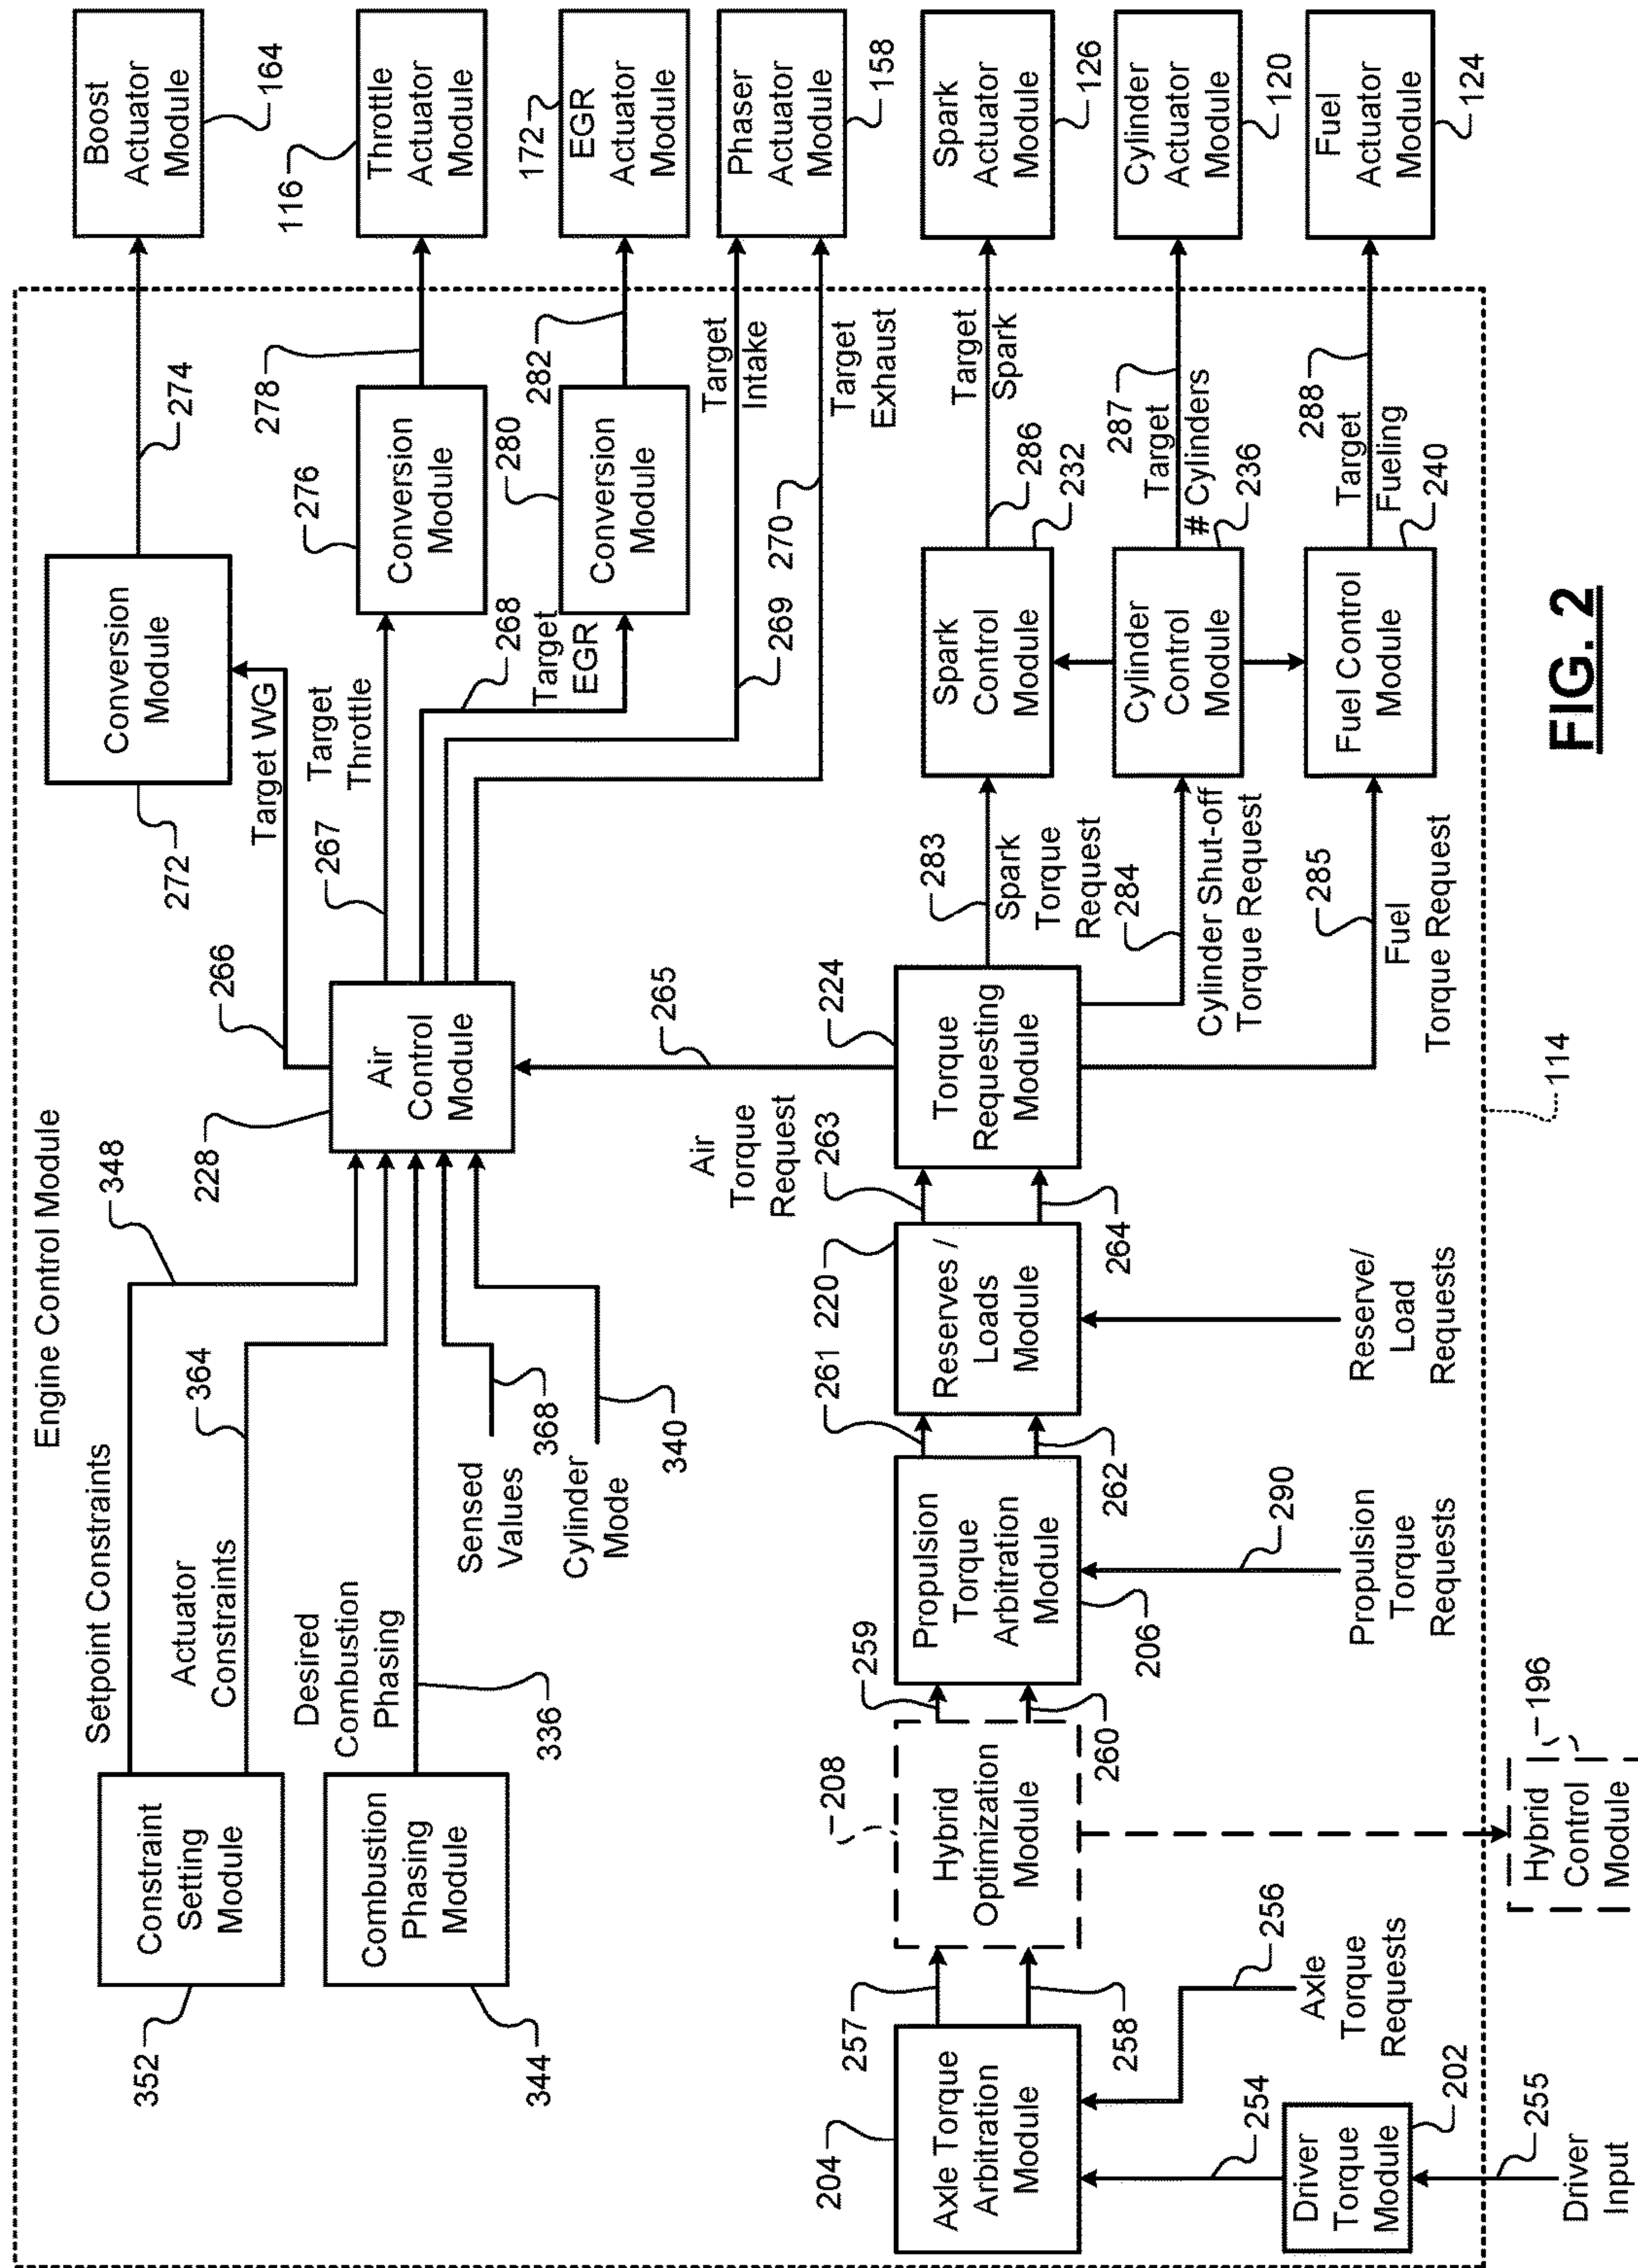 Engine Control Module
Setpoint Constraints
348
Actuator
Constraints
364
Constraint
Setting
Module
352
Combustion
Phasing
Module
344
Desired
Combustion
Phasing
336
Sensed
Values
368
Cylinder
Mode
340
Air
Control
Module
228
266
Target WG
Conversion
Module
272
274
Boost
Actuator
Module
164
267
Target
Throttle
Conversion
Module
276
278
Throttle
Actuator
Module
116
268
Target
EGR
Conversion
Module
280
282
EGR
Actuator
Module
172
269
Target
Intake
270
Target
Exhaust
Phaser
Actuator
Module
158
265
Air
Torque
Request
Driver
Input
255
Driver
Torque
Module
202
254
Axle
Torque
Requests
256
Axle Torque
Arbitration
Module
204
257
258
Hybrid
Optimization
Module
208
Hybrid
Control
Module
196
259
260
Propulsion
Torque
Arbitration
Module
206
Propulsion
Torque
Requests
290
261
262
Reserves /
Loads
Module
220
Reserve/
Load
Requests
263
264
Torque
Requesting
Module
224
283
Spark
Torque
Request
284
Cylinder Shut-off
Torque Request
285
Fuel
Torque Request
Spark
Control
Module
232
286
Target
Spark
Spark
Actuator
Module
126
Cylinder
Control
Module
236
287
Target
# Cylinders
Cylinder
Actuator
Module
120
Fuel Control
Module
240
288
Target
Fueling
Fuel
Actuator
Module
124
114
FIG. 2